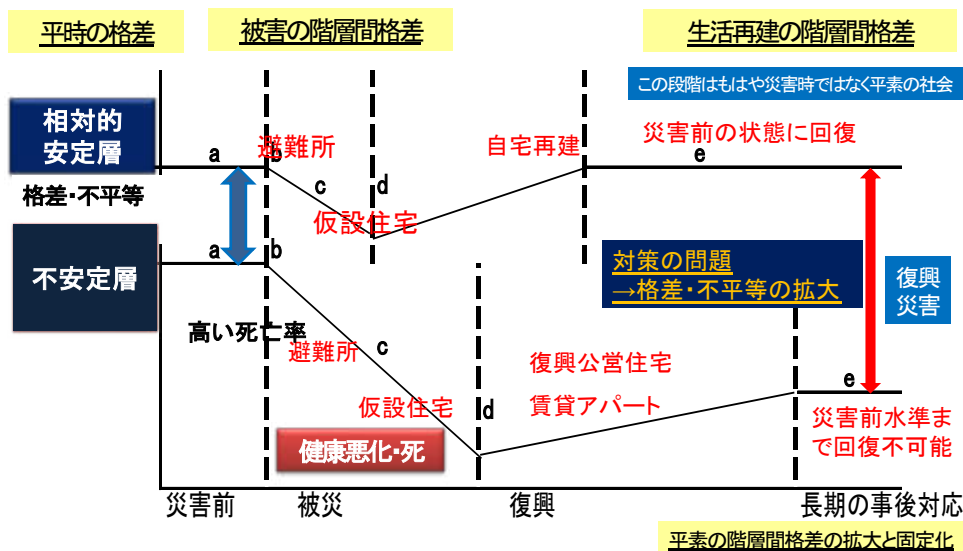 平時の格差
被害の階層間格差
生活再建の階層間格差
この段階はもはや災害時ではなく平素の社会
相対的
安定層
a
b
避難所
c
d
仮設住宅
自宅再建
災害前の状態に回復
e
格差・不平等
不安定層
a
b
高い死亡率
避難所
c
仮設住宅
d
健康悪化・死
対策の問題
→格差・不平等の拡大
復興
災害
復興公営住宅
賃貸アパート
e
災害前水準ま
で回復不可能
災害前
被災
復興
長期の事後対応
平素の階層間格差の拡大と固定化